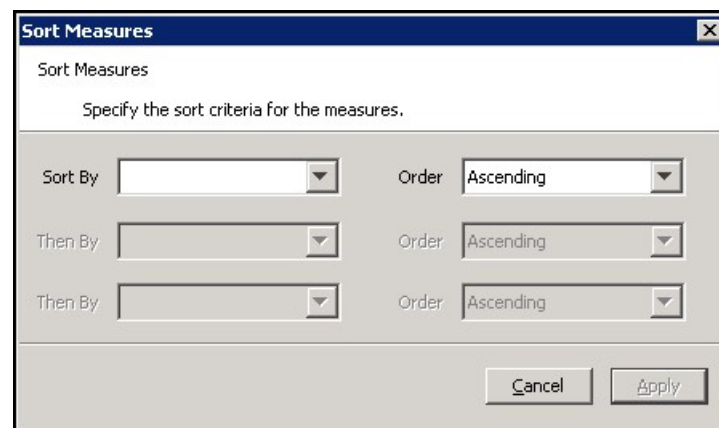 Sort Measures
Sort Measures
Specify the sort criteria for the measures.
Sort By Order Ascending
Then By Order Ascending
Then By Order Ascending
Cancel Apply